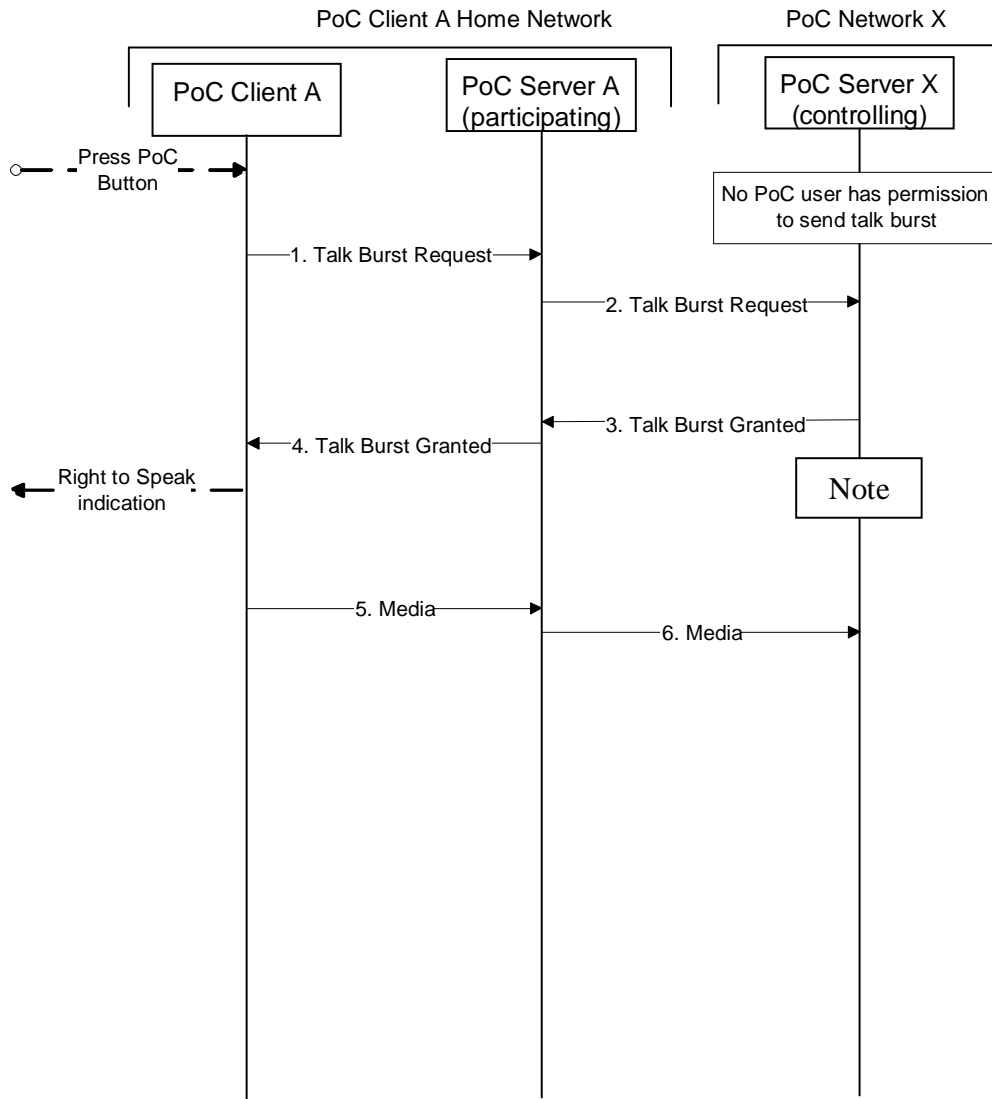 PoC Client A Home Network
PoC Network X
PoC Client A
PoC Server A
(participating)
PoC Server X
(controlling)
Press PoC
Button
No PoC user has permission
to send talk burst
1. Talk Burst Request
2. Talk Burst Request
3. Talk Burst Granted
4. Talk Burst Granted
Right to Speak
indication
Note
5. Media
6. Media